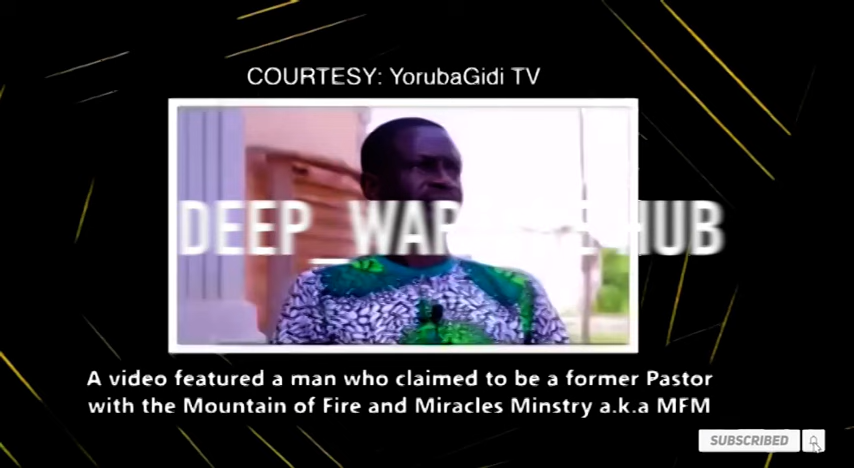 COURTESY: YorubaGidi TV
DEEP_WAR HUB
A video featured a man who claimed to be a former Pastor
with the Mountain of Fire and Miracles Minstry a.k.a MFM
SUBSCRIBED